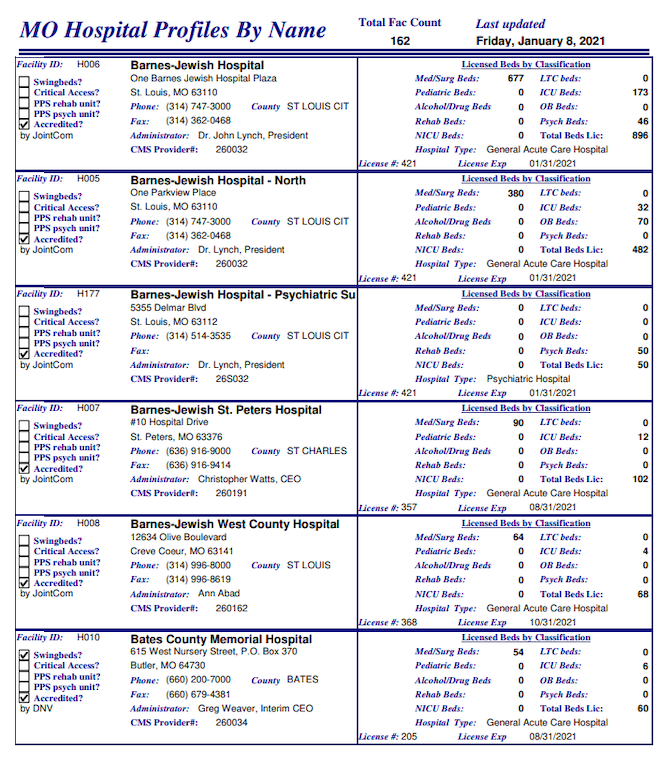 MO Hospital Profiles By Name
Total Fac Count
162
Last updated
Friday, January 8, 2021
Facility ID: H006 Barnes-Jewish Hospital Licensed Beds by Classification
Swingbeds? One Barnes Jewish Hospital Plaza Med/Surg Beds: 677 LTC beds: 0
Critical Access? St. Louis, MO 63110 Pediatric Beds: 0 ICU Beds: 173
PPS rehab unit? Phone: (314) 747-3000 County ST LOUIS CIT Alcohol/Drug Beds 0 OB Beds: 0
PPS psych unit? Fax: (314) 362-0468 Rehab Beds: 0 Psych Beds: 46
Accredited?
by JointCom Administrator: Dr. John Lynch, President NICU Beds: 0 Total Beds Lic: 896
CMS Provider#: 260032 Hospital Type: General Acute Care Hospital
License #: 421 License Exp 01/31/2021
Facility ID: H005 Barnes-Jewish Hospital - North Licensed Beds by Classification
Swingbeds? One Parkview Place Med/Surg Beds: 380 LTC beds: 0
Critical Access? St. Louis, MO 63110 Pediatric Beds: 0 ICU Beds: 32
PPS rehab unit? Phone: (314) 747-3000 County ST LOUIS CIT Alcohol/Drug Beds 0 OB Beds: 70
PPS psych unit? Fax: (314) 362-0468 Rehab Beds: 0 Psych Beds: 0
Accredited?
by JointCom Administrator: Dr. Lynch, President NICU Beds: 0 Total Beds Lic: 482
CMS Provider#: 260032 Hospital Type: General Acute Care Hospital
License #: 421 License Exp 01/31/2021
Facility ID: H177 Barnes-Jewish Hospital - Psychiatric Su Licensed Beds by Classification
Swingbeds? 5355 Delmar Blvd Med/Surg Beds: 0 LTC beds: 0
Critical Access? St. Louis, MO 63112 Pediatric Beds: 0 ICU Beds: 0
PPS rehab unit? Phone: (314) 514-3535 County ST LOUIS CIT Alcohol/Drug Beds 0 OB Beds: 0
PPS psych unit? Fax: Rehab Beds: 0 Psych Beds: 50
Accredited?
by JointCom Administrator: Dr. Lynch, President NICU Beds: 0 Total Beds Lic: 50
CMS Provider#: 26S032 Hospital Type: Psychiatric Hospital
License #: 421 License Exp 01/31/2021
Facility ID: H007 Barnes-Jewish St. Peters Hospital Licensed Beds by Classification
Swingbeds? #10 Hospital Drive Med/Surg Beds: 90 LTC beds: 0
Critical Access? St. Peters, MO 63376 Pediatric Beds: 0 ICU Beds: 12
PPS rehab unit? Phone: (636) 916-9000 County ST CHARLES Alcohol/Drug Beds 0 OB Beds: 0
PPS psych unit? Fax: (636) 916-9414 Rehab Beds: 0 Psych Beds: 0
Accredited?
by JointCom Administrator: Christopher Watts, CEO NICU Beds: 0 Total Beds Lic: 102
CMS Provider#: 260191 Hospital Type: General Acute Care Hospital
License #: 357 License Exp 08/31/2021
Facility ID: H008 Barnes-Jewish West County Hospital Licensed Beds by Classification
Swingbeds? 12634 Olive Boulevard Med/Surg Beds: 64 LTC beds: 0
Critical Access? Creve Coeur, MO 63141 Pediatric Beds: 0 ICU Beds: 4
PPS rehab unit? Phone: (314) 996-8000 County ST LOUIS Alcohol/Drug Beds 0 OB Beds: 0
PPS psych unit? Fax: (314) 996-8619 Rehab Beds: 0 Psych Beds: 0
Accredited?
by JointCom Administrator: Ann Abad NICU Beds: 0 Total Beds Lic: 68
CMS Provider#: 260162 Hospital Type: General Acute Care Hospital
License #: 368 License Exp 10/31/2021
Facility ID: H010 Bates County Memorial Hospital Licensed Beds by Classification
Swingbeds? 615 West Nursery Street, P.O. Box 370 Med/Surg Beds: 54 LTC beds: 0
Critical Access? Butler, MO 64730 Pediatric Beds: 0 ICU Beds: 6
PPS rehab unit? Phone: (660) 200-7000 County BATES Alcohol/Drug Beds 0 OB Beds: 0
PPS psych unit? Fax: (660) 679-4381 Rehab Beds: 0 Psych Beds: 0
Accredited?
by DNV Administrator: Greg Weaver, Interim CEO NICU Beds: 0 Total Beds Lic: 60
CMS Provider#: 260034 Hospital Type: General Acute Care Hospital
License #: 205 License Exp 08/31/2021